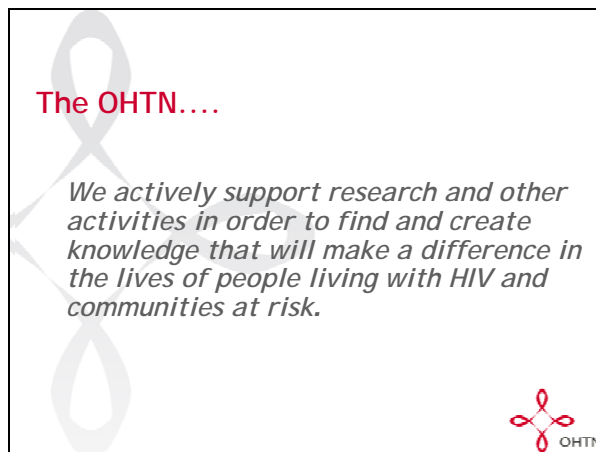 The OHTN....
We actively support research and other
activities in order to find and create
knowledge that will make a difference in
the lives of people living with HIV and
communities at risk.
OHTN